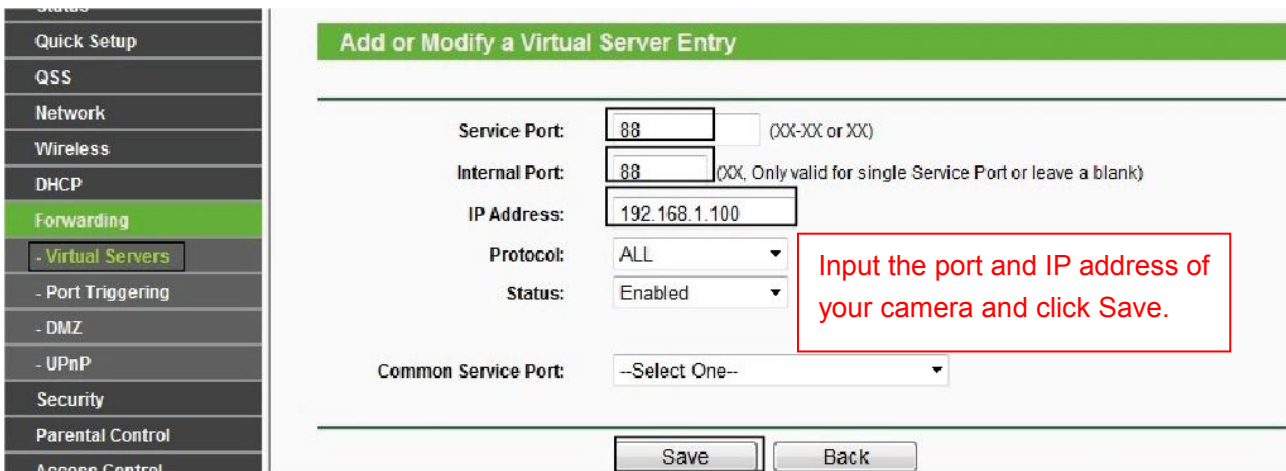 Status
Quick Setup
QSS
Network
Wireless
DHCP
Forwarding
- Virtual Servers
- Port Triggering
- DMZ
- UPnP
Security
Parental Control
Access Control
Add or Modify a Virtual Server Entry
Service Port: 88 (XX-XX or XX)
Internal Port: 88 (XX, Only valid for single Service Port or leave a blank)
IP Address: 192.168.1.100
Protocol: ALL
Status: Enabled
Input the port and IP address of
your camera and click Save.
Common Service Port: --Select One--
Save Back